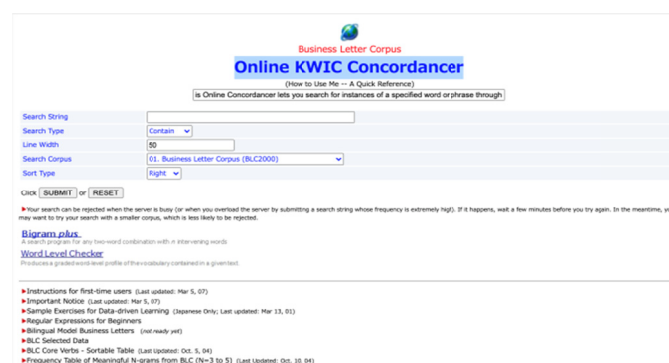 Business Letter Corpus
Online KWIC Concordancer
(How to Use Me -- A Quick Reference)
is Online Concordancer lets you search for instances of a specified word or phrase through
Search String
Search Type Contain
Line Width 50
Search Corpus 01. Business Letter Corpus (BLC2000)
Sort Type Right
Click SUBMIT or RESET
Your search can be rejected when the server is busy (or when you overload the server by submitting a search string whose frequency is extremely high). If it happens, wait a few minutes before you try again. In the meantime, yo
may want to try your search with a smaller corpus, which is less likely to be rejected.
Bigram plus
A search program for any two-word combination with n intervening words
Word Level Checker
Produces a graded word-level profile of the vocabulary contained in a given text.
Instructions for first-time users (Last updated: Mar 5, 07)
Important Notice (Last updated: Mar 5, 07)
Sample Exercises for Data-driven Learning (Japanese Only; Last updated: Mar 13, 01)
Regular Expressions for Beginners
Bilingual Model Business Letters (not ready yet)
BLC Selected Data
BLC Core Verbs - Sortable Table (Last Updated: Oct. 5, 04)
Frequency Table of Meaningful N-grams from BLC (N=3 to 5) (Last Updated: Oct. 10, 04)